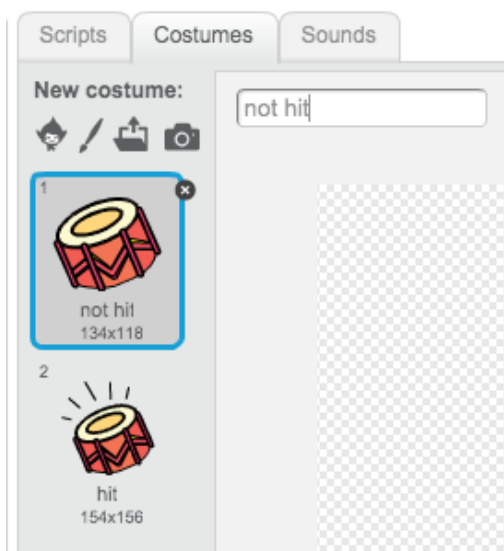 Scripts Costumes Sounds
New costume:
not hit
1
not hit
134x118
2
hit
154x156